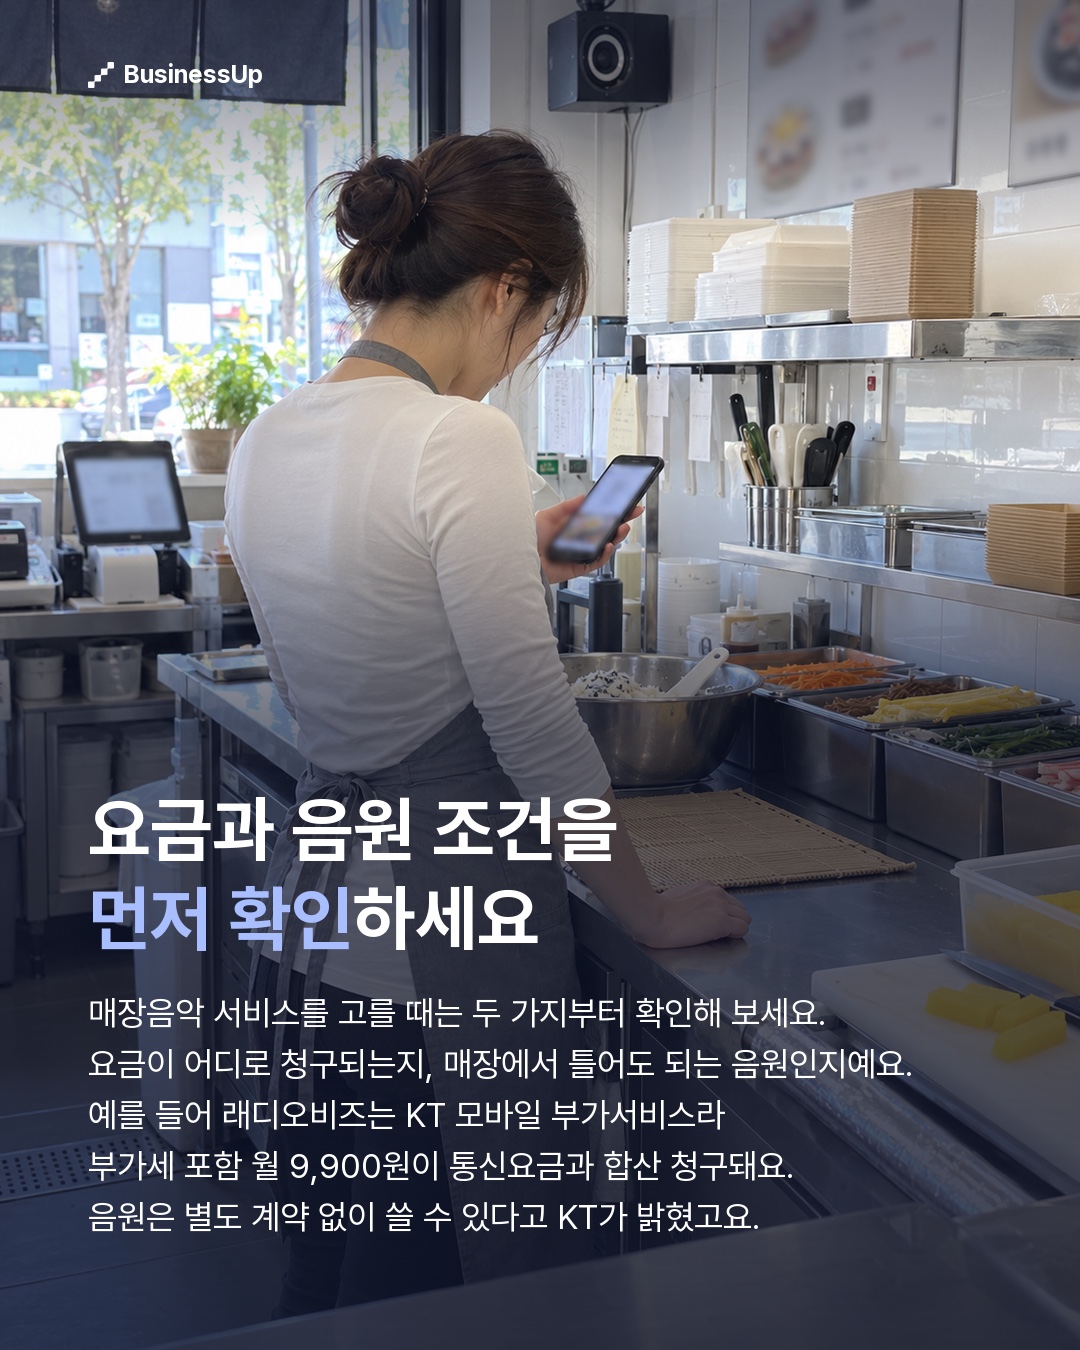 BusinessUp
요금과 음원 조건을
먼저 확인하세요
매장음악 서비스를 고를 때는 두 가지부터 확인해 보세요.
요금이 어디로 청구되는지, 매장에서 틀어도 되는 음원인지예요.
예를 들어 래디오비즈는 KT 모바일 부가서비스라
부가세 포함 월 9,900원이 통신요금과 합산 청구돼요.
음원은 별도 계약 없이 쓸 수 있다고 KT가 밝혔고요.